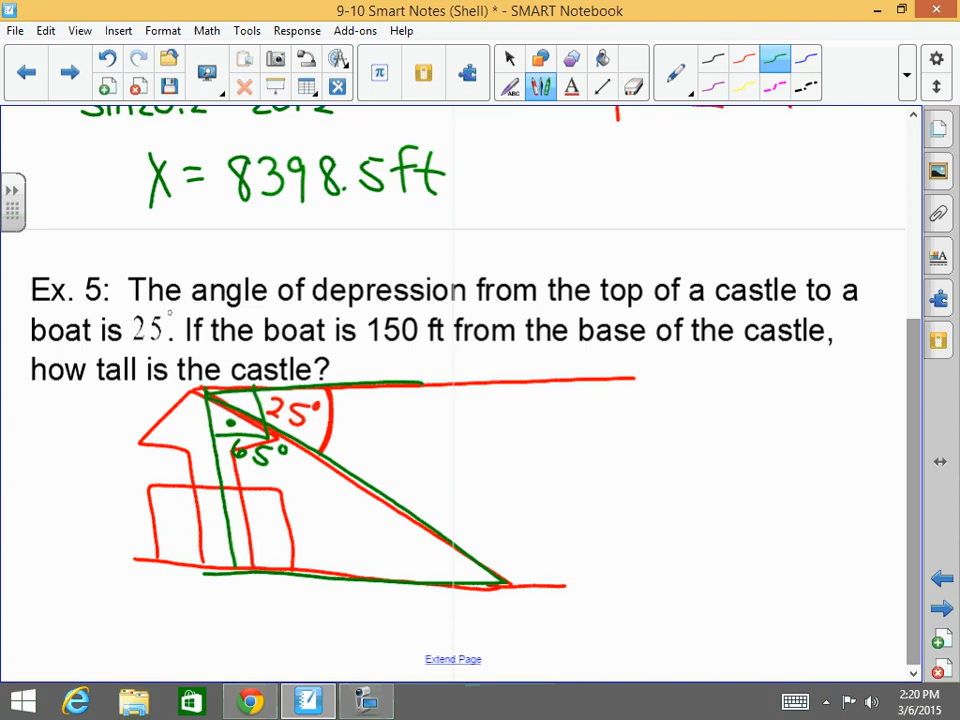 9-10 Smart Notes (Shell) * - SMART Notebook
File Edit View Insert Format Math Tools Response Add-ons Help
X = 8398.5ft
Ex. 5: The angle of depression from the top of a castle to a
boat is 25°. If the boat is 150 ft from the base of the castle,
how tall is the castle?
25°
65°
Extend Page
2:20 PM
3/6/2015